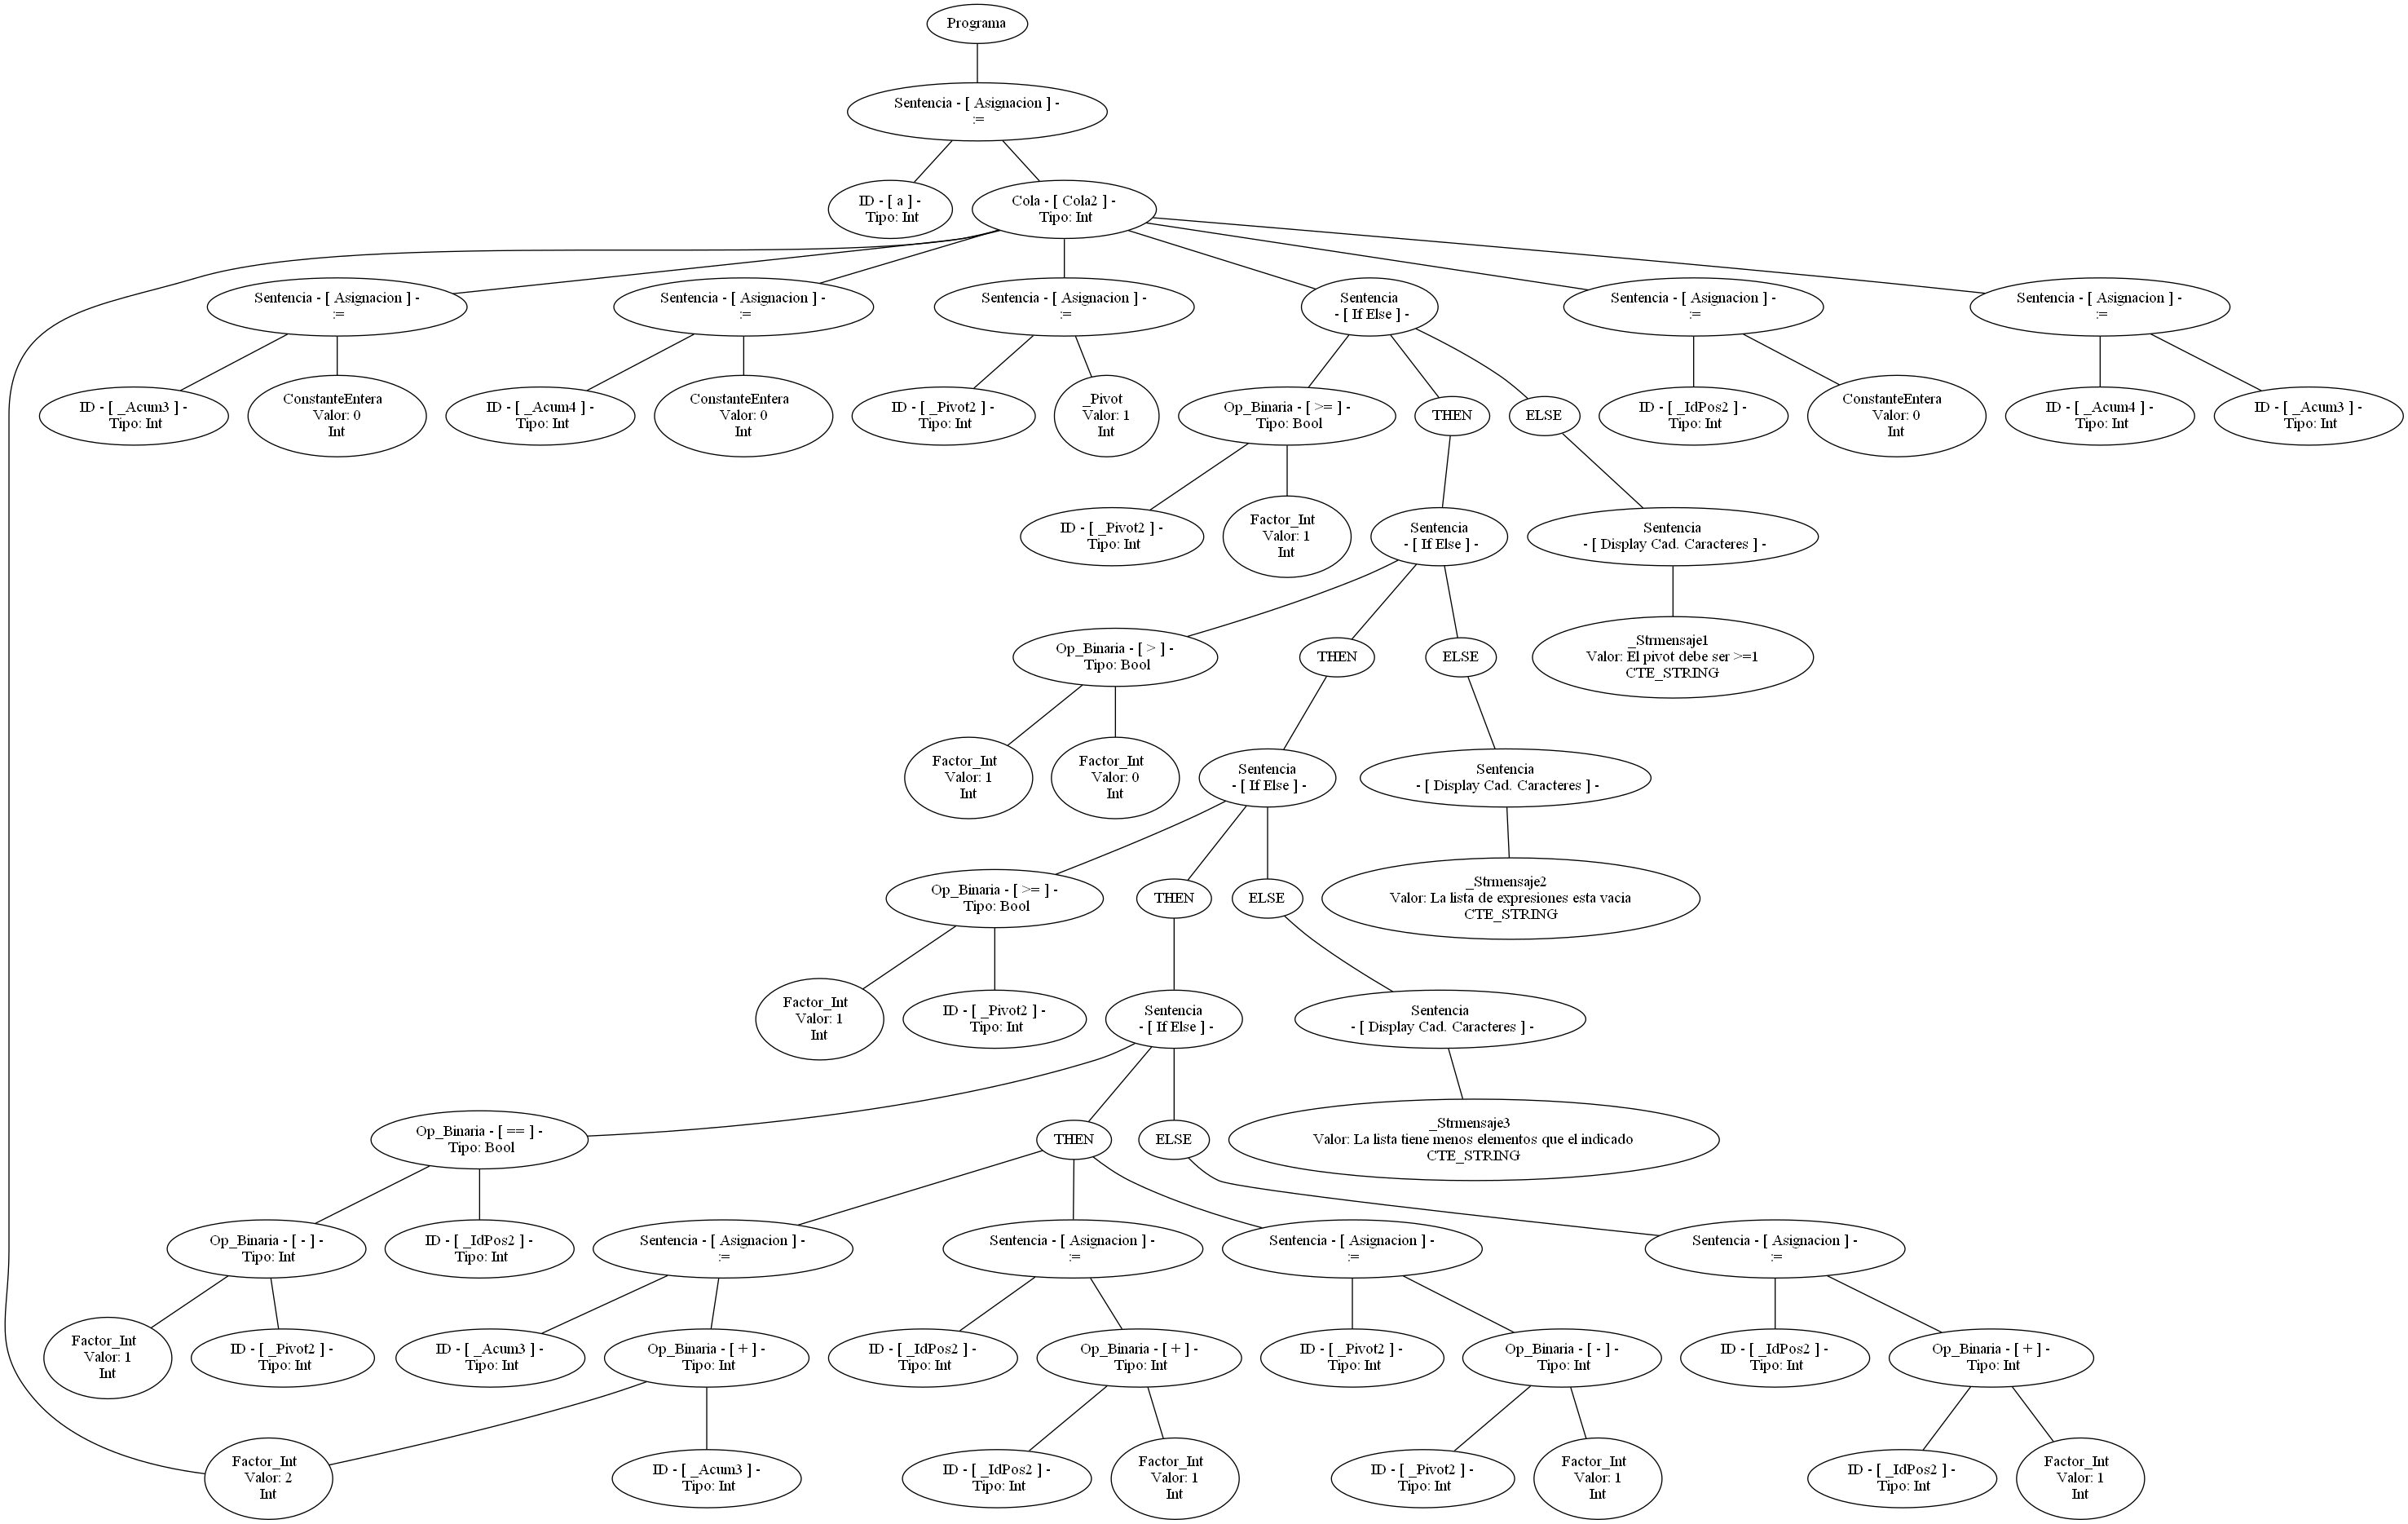 Programa
Sentencia - [ Asignacion ] -
:=
ID - [ a ] -
Tipo: Int
Cola - [ Cola2 ] -
Tipo: Int
Sentencia - [ Asignacion ] -
:=
Sentencia - [ Asignacion ] -
:=
Sentencia - [ Asignacion ] -
:=
Sentencia
- [ If Else ] -
Sentencia - [ Asignacion ] -
:=
Sentencia - [ Asignacion ] -
:=
ID - [ _Acum3 ] -
Tipo: Int
ConstanteEntera
Valor: 0
Int
ID - [ _Acum4 ] -
Tipo: Int
ConstanteEntera
Valor: 0
Int
ID - [ _Pivot2 ] -
Tipo: Int
_Pivot
Valor: 1
Int
Op_Binaria - [ >= ] -
Tipo: Bool
THEN
ELSE
ID - [ _IdPos2 ] -
Tipo: Int
ConstanteEntera
Valor: 0
Int
ID - [ _Acum4 ] -
Tipo: Int
ID - [ _Acum3 ] -
Tipo: Int
ID - [ _Pivot2 ] -
Tipo: Int
Factor_Int
Valor: 1
Int
Sentencia
- [ If Else ] -
Sentencia
- [ Display Cad. Caracteres ] -
Op_Binaria - [ > ] -
Tipo: Bool
THEN
ELSE
_Strmensaje1
Valor: El pivot debe ser >=1
CTE_STRING
Factor_Int
Valor: 1
Int
Factor_Int
Valor: 0
Int
Sentencia
- [ If Else ] -
Sentencia
- [ Display Cad. Caracteres ] -
Op_Binaria - [ >= ] -
Tipo: Bool
THEN
ELSE
_Strmensaje2
Valor: La lista de expresiones esta vacia
CTE_STRING
Factor_Int
Valor: 1
Int
ID - [ _Pivot2 ] -
Tipo: Int
Sentencia
- [ If Else ] -
Sentencia
- [ Display Cad. Caracteres ] -
Op_Binaria - [ == ] -
Tipo: Bool
THEN
ELSE
_Strmensaje3
Valor: La lista tiene menos elementos que el indicado
CTE_STRING
Op_Binaria - [ - ] -
Tipo: Int
ID - [ _IdPos2 ] -
Tipo: Int
Sentencia - [ Asignacion ] -
:=
Sentencia - [ Asignacion ] -
:=
Sentencia - [ Asignacion ] -
:=
Sentencia - [ Asignacion ] -
:=
Factor_Int
Valor: 1
Int
ID - [ _Pivot2 ] -
Tipo: Int
ID - [ _Acum3 ] -
Tipo: Int
Op_Binaria - [ + ] -
Tipo: Int
ID - [ _IdPos2 ] -
Tipo: Int
Op_Binaria - [ + ] -
Tipo: Int
ID - [ _Pivot2 ] -
Tipo: Int
Op_Binaria - [ - ] -
Tipo: Int
ID - [ _IdPos2 ] -
Tipo: Int
Op_Binaria - [ + ] -
Tipo: Int
Factor_Int
Valor: 2
Int
ID - [ _Acum3 ] -
Tipo: Int
ID - [ _IdPos2 ] -
Tipo: Int
Factor_Int
Valor: 1
Int
ID - [ _Pivot2 ] -
Tipo: Int
Factor_Int
Valor: 1
Int
ID - [ _IdPos2 ] -
Tipo: Int
Factor_Int
Valor: 1
Int